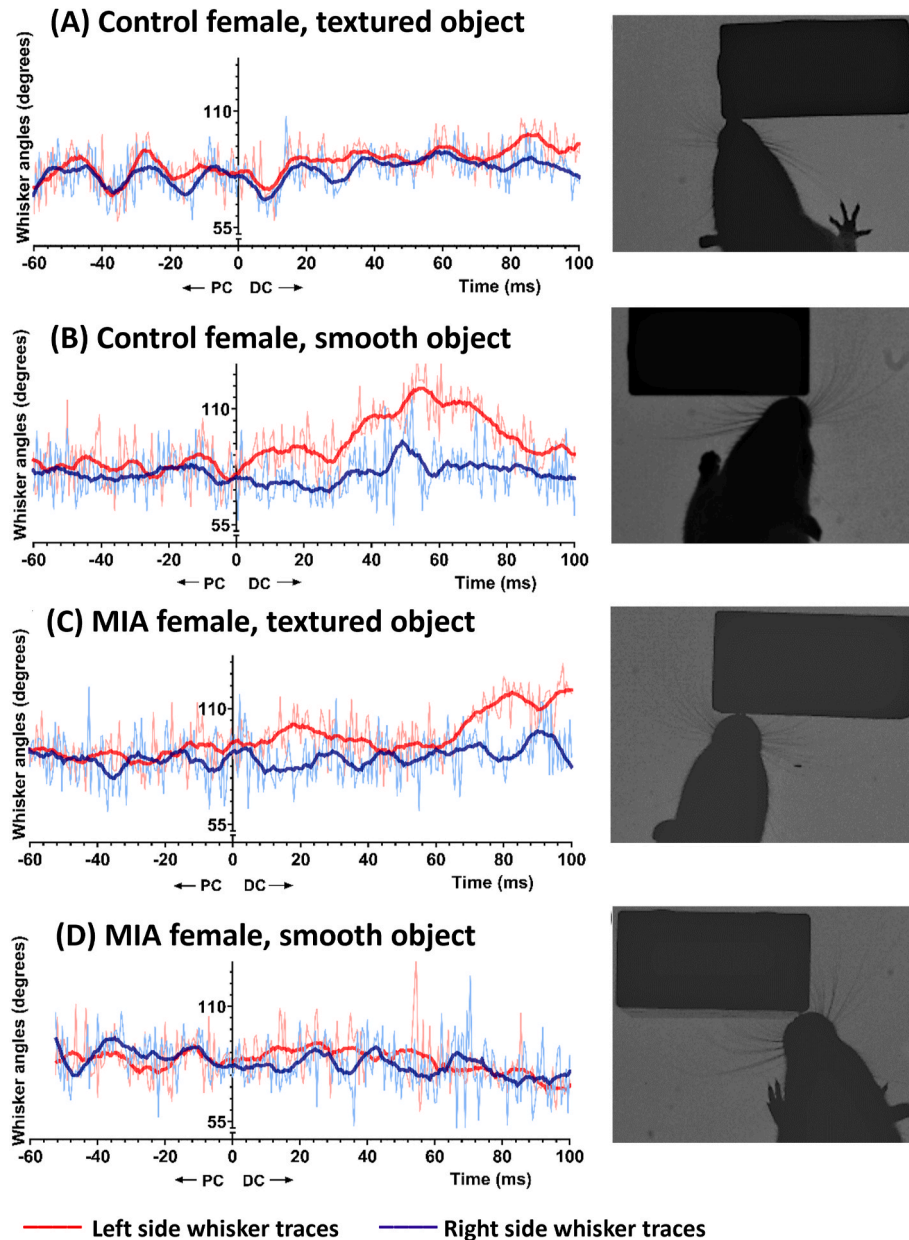 (A) Control female, textured object
Whisker angles (degrees)
110
55
-60 -40 -20 0 20 40 60 80 100
← PC DC → Time (ms)
(B) Control female, smooth object
Whisker angles (degrees)
110
55
-60 -40 -20 0 20 40 60 80 100
← PC DC → Time (ms)
(C) MIA female, textured object
Whisker angles (degrees)
110
55
-60 -40 -20 0 20 40 60 80 100
← PC DC → Time (ms)
(D) MIA female, smooth object
Whisker angles (degrees)
110
55
-60 -40 -20 0 20 40 60 80 100
← PC DC → Time (ms)
Left side whisker traces Right side whisker traces